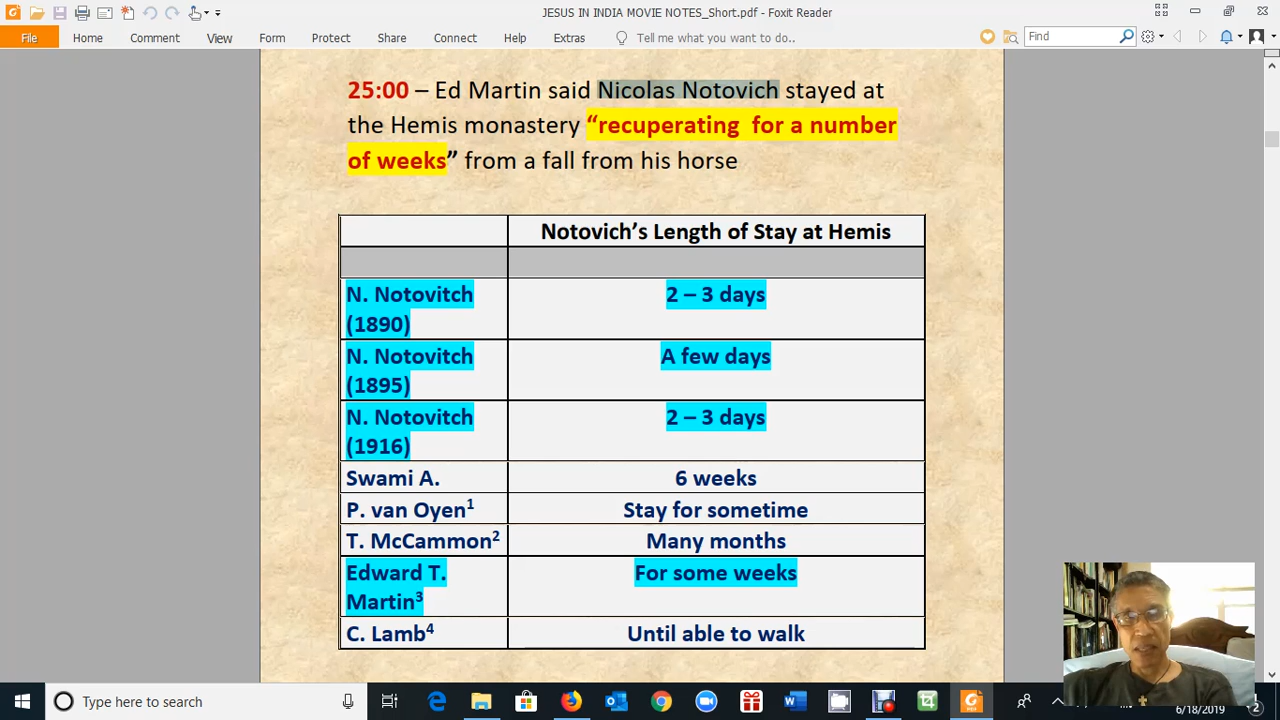 JESUS IN INDIA MOVIE NOTES_Short.pdf - Foxit Reader
File Home Comment View Form Protect Share Connect Help Extras Tell me what you want to do.. Find
25:00 – Ed Martin said Nicolas Notovich stayed at
the Hemis monastery “recuperating for a number
of weeks” from a fall from his horse
Notovich’s Length of Stay at Hemis
N. Notovitch 2 – 3 days
(1890)
N. Notovitch A few days
(1895)
N. Notovitch 2 – 3 days
(1916)
Swami A. 6 weeks
P. van Oyen1 Stay for sometime
T. McCammon2 Many months
Edward T. For some weeks
Martin3
C. Lamb4 Until able to walk
Type here to search
6/18/2019
2